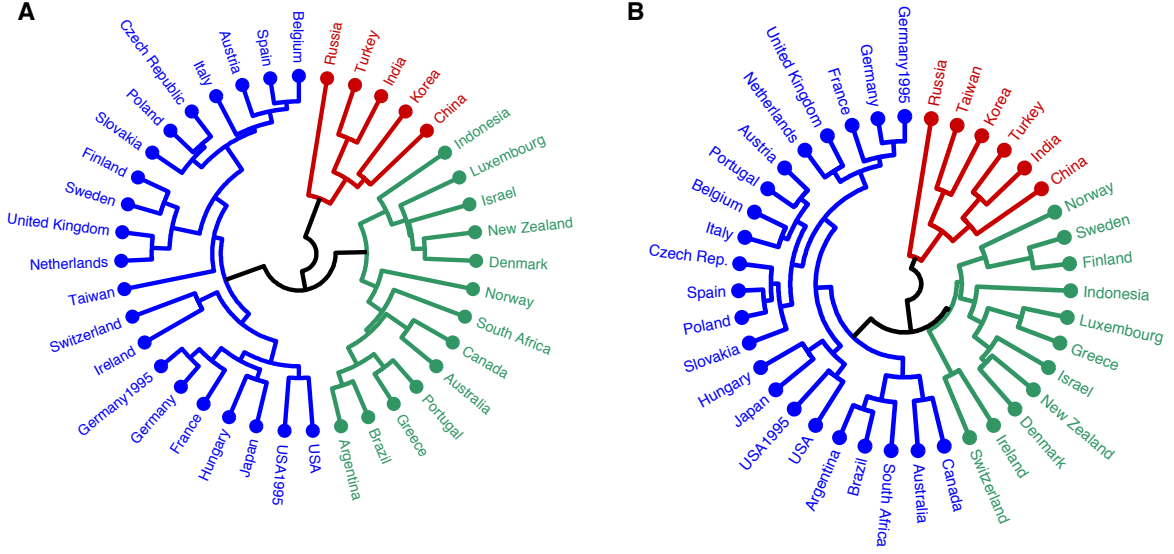 A
Belgium
Spain
Austria
Italy
Czech Republic
Poland
Slovakia
Finland
Sweden
United Kingdom
Netherlands
Taiwan
Switzerland
Ireland
Germany1995
Germany
France
Hungary
Japan
USA1995
USA
Argentina
Brazil
Greece
Portugal
Australia
Canada
South Africa
Norway
Denmark
New Zealand
Israel
Luxembourg
Indonesia
China
Korea
India
Turkey
Russia
B
Germany1995
Germany
France
United Kingdom
Netherlands
Austria
Portugal
Belgium
Italy
Czech Rep.
Spain
Poland
Slovakia
Hungary
Japan
USA1995
USA
Argentina
Brazil
South Africa
Australia
Canada
Switzerland
Ireland
Denmark
New Zealand
Israel
Greece
Luxembourg
Indonesia
Finland
Sweden
Norway
China
India
Turkey
Korea
Taiwan
Russia